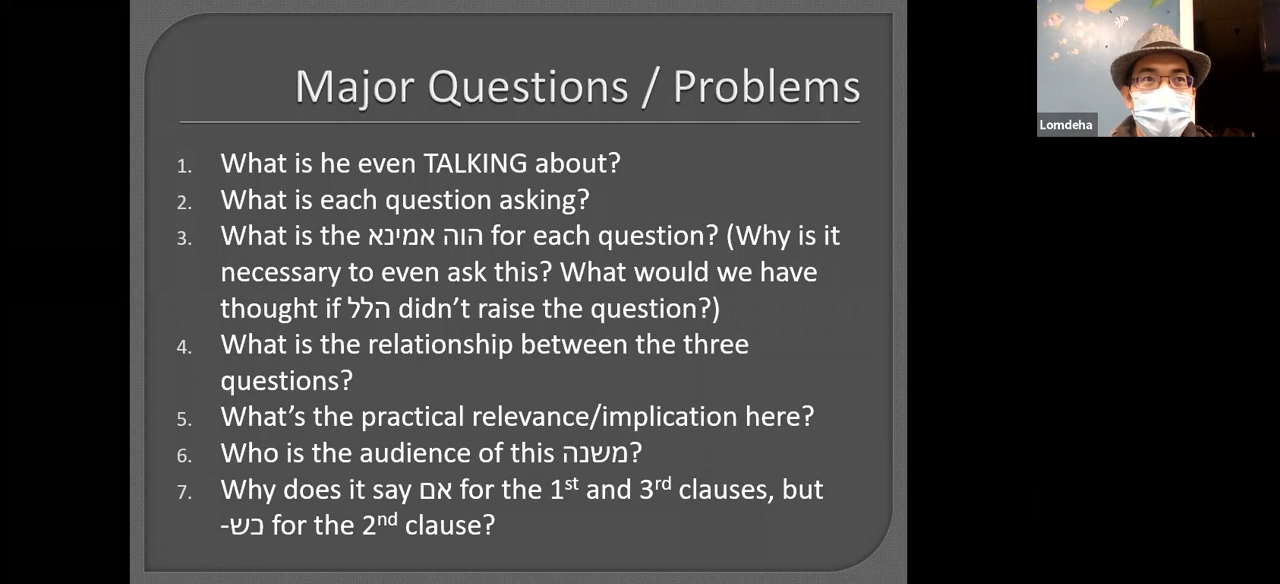 Major Questions / Problems
1. What is he even TALKING about?
2. What is each question asking?
3. What is the הוה אמינא for each question? (Why is it
necessary to even ask this? What would we have
thought if הלל didn't raise the question?)
4. What is the relationship between the three
questions?
5. What's the practical relevance/implication here?
6. Who is the audience of this משנה?
7. Why does it say אם for the 1st and 3rd clauses, but
כש- for the 2nd clause?
Lomdeha